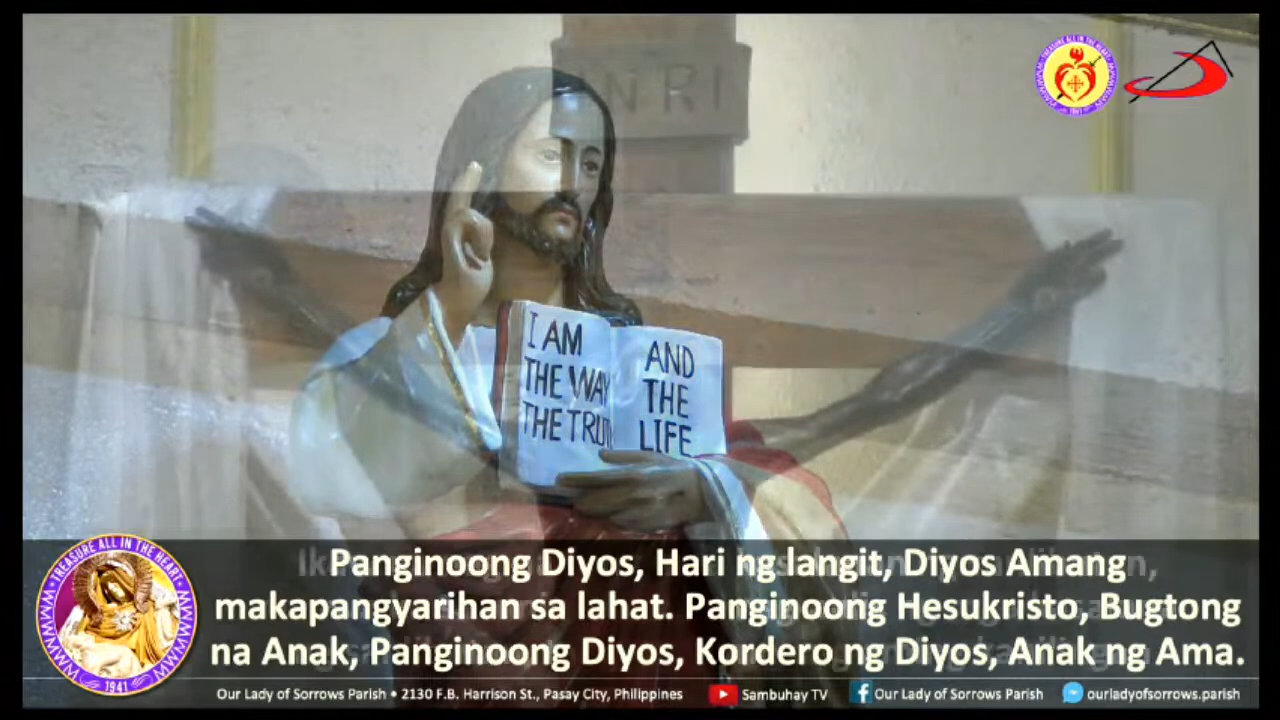 INRI
I AM
THE WAY
THE TRU
AND
THE
LIFE
Panginoong Diyos, Hari ng langit, Diyos Amang
makapangyarihan sa lahat. Panginoong Hesukristo, Bugtong
na Anak, Panginoong Diyos, Kordero ng Diyos, Anak ng Ama.
TREASURE ALL IN THE HEART
1941
Our Lady of Sorrows Parish • 2130 F.B. Harrison St., Pasay City, Philippines
Sambuhay TV
Our Lady of Sorrows Parish
ourladyofsorrows.parish